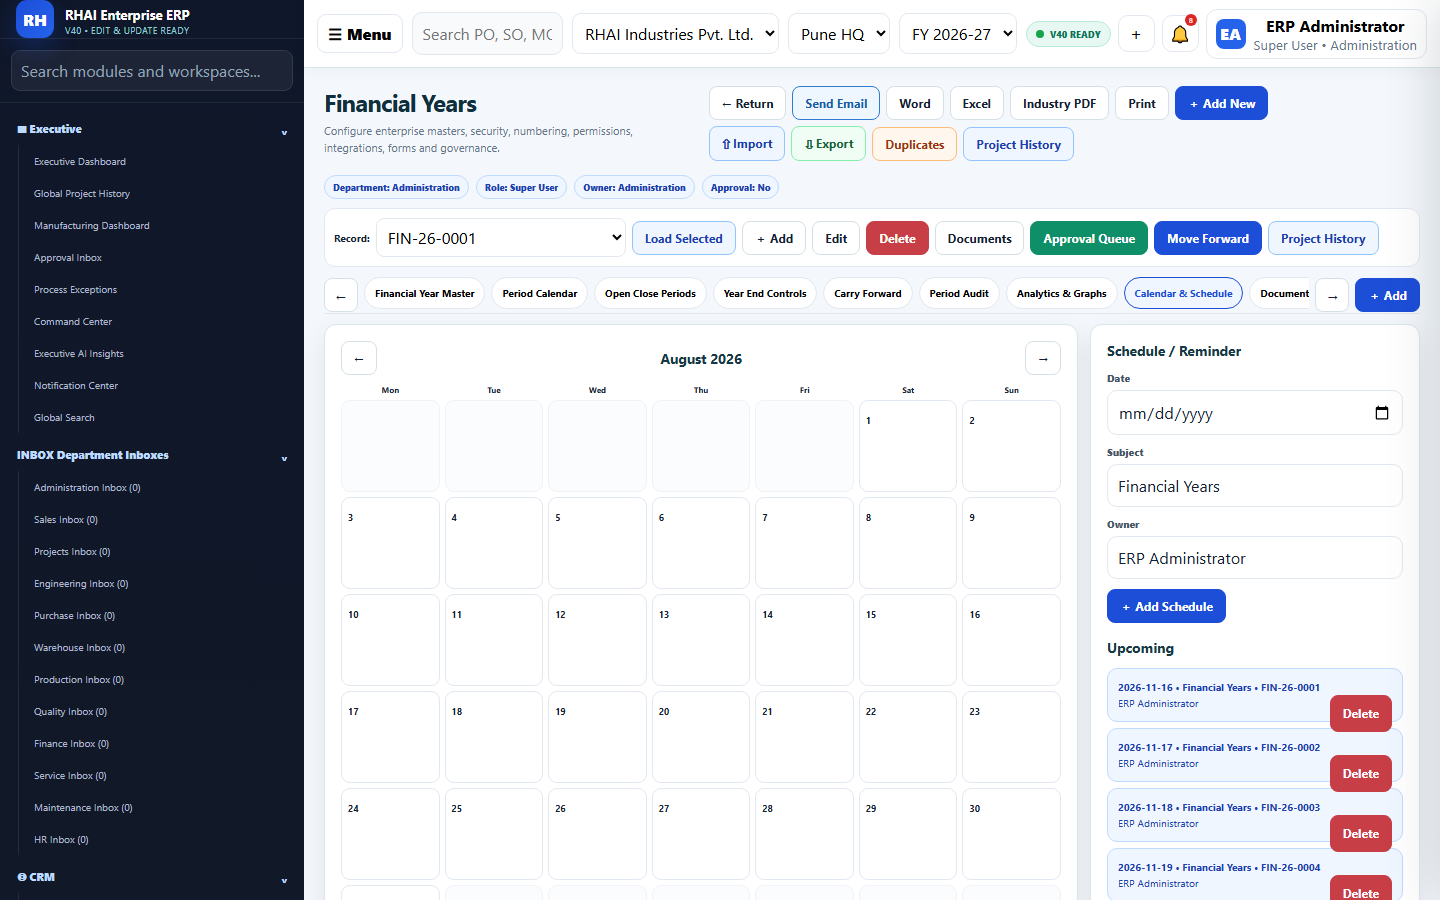 RH
RHAI Enterprise ERP
V40 • EDIT & UPDATE READY
Search modules and workspaces...
Executive
Executive Dashboard
Global Project History
Manufacturing Dashboard
Approval Inbox
Process Exceptions
Command Center
Executive AI Insights
Notification Center
Global Search
INBOX Department Inboxes
Administration Inbox (0)
Sales Inbox (0)
Projects Inbox (0)
Engineering Inbox (0)
Purchase Inbox (0)
Warehouse Inbox (0)
Production Inbox (0)
Quality Inbox (0)
Finance Inbox (0)
Service Inbox (0)
Maintenance Inbox (0)
HR Inbox (0)
CRM
☰ Menu
Search PO, SO, MC
RHAI Industries Pvt. Ltd.
Pune HQ
FY 2026-27
V40 READY
+
8
EA
ERP Administrator
Super User • Administration
Financial Years
Configure enterprise masters, security, numbering, permissions,
integrations, forms and governance.
← Return
Send Email
Word
Excel
Industry PDF
Print
+ Add New
⇧ Import
⇩ Export
Duplicates
Project History
Department: Administration
Role: Super User
Owner: Administration
Approval: No
Record:
FIN-26-0001
Load Selected
+ Add
Edit
Delete
Documents
Approval Queue
Move Forward
Project History
←
Financial Year Master
Period Calendar
Open Close Periods
Year End Controls
Carry Forward
Period Audit
Analytics & Graphs
Calendar & Schedule
Document
→
+ Add
←
August 2026
→
Mon Tue Wed Thu Fri Sat Sun
1 2
3 4 5 6 7 8 9
10 11 12 13 14 15 16
17 18 19 20 21 22 23
24 25 26 27 28 29 30
Schedule / Reminder
Date
mm/dd/yyyy
Subject
Financial Years
Owner
ERP Administrator
+ Add Schedule
Upcoming
2026-11-16 • Financial Years • FIN-26-0001
ERP Administrator
Delete
2026-11-17 • Financial Years • FIN-26-0002
ERP Administrator
Delete
2026-11-18 • Financial Years • FIN-26-0003
ERP Administrator
Delete
2026-11-19 • Financial Years • FIN-26-0004
ERP Administrator
Delete